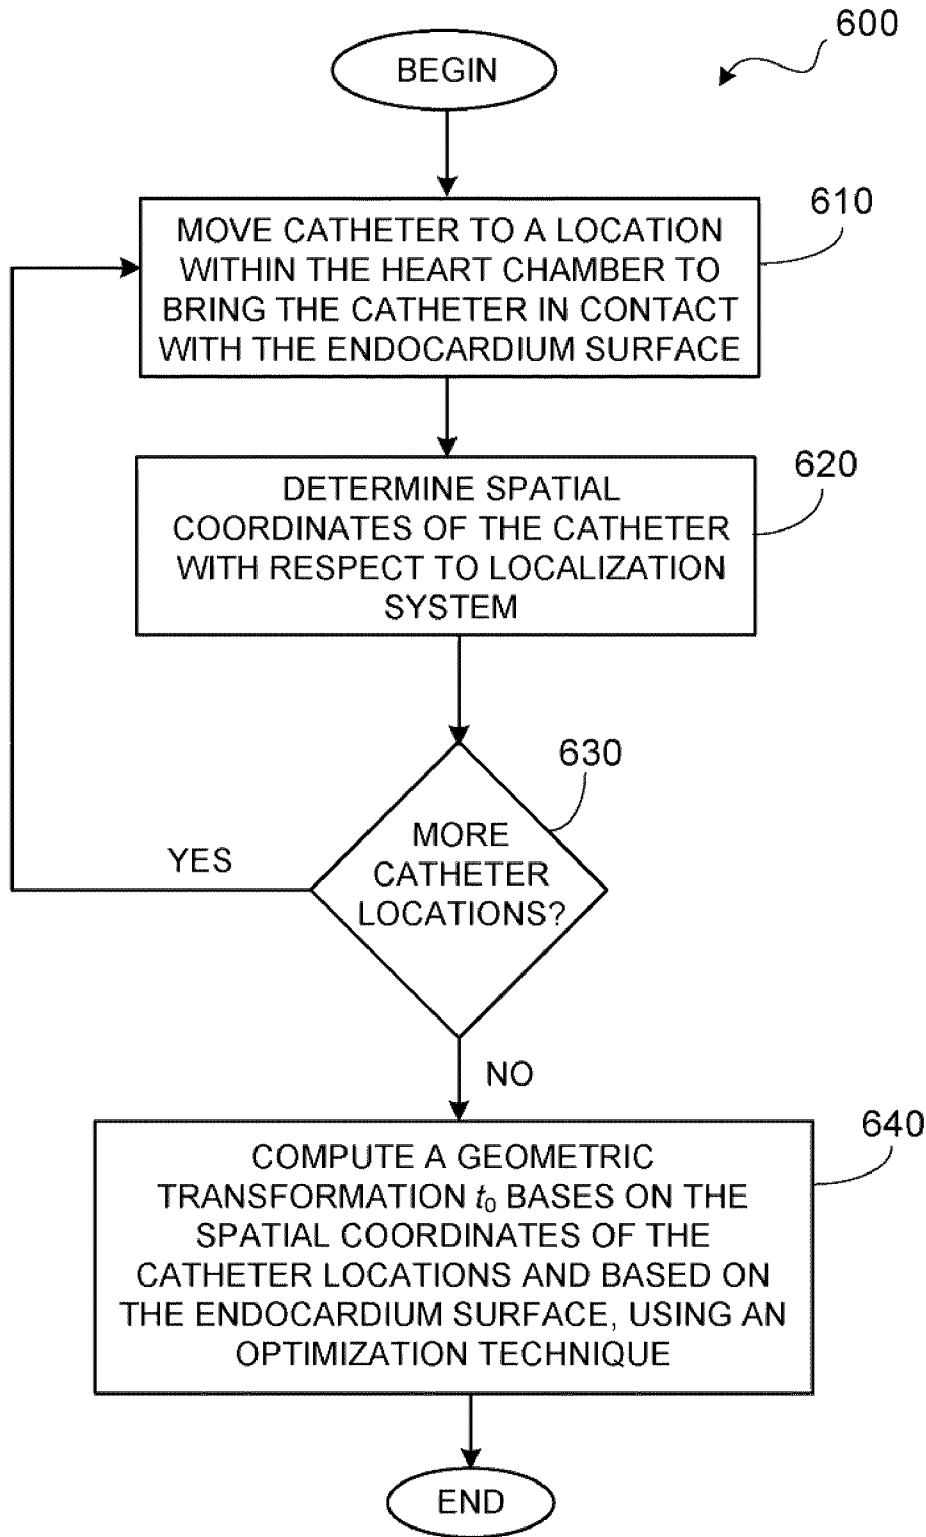 600
BEGIN
610
MOVE CATHETER TO A LOCATION
WITHIN THE HEART CHAMBER TO
BRING THE CATHETER IN CONTACT
WITH THE ENDOCARDIUM SURFACE
620
DETERMINE SPATIAL
COORDINATES OF THE CATHETER
WITH RESPECT TO LOCALIZATION
SYSTEM
630
MORE
CATHETER
LOCATIONS?
YES
NO
640
COMPUTE A GEOMETRIC
TRANSFORMATION t₀ BASES ON THE
SPATIAL COORDINATES OF THE
CATHETER LOCATIONS AND BASED ON
THE ENDOCARDIUM SURFACE, USING AN
OPTIMIZATION TECHNIQUE
END